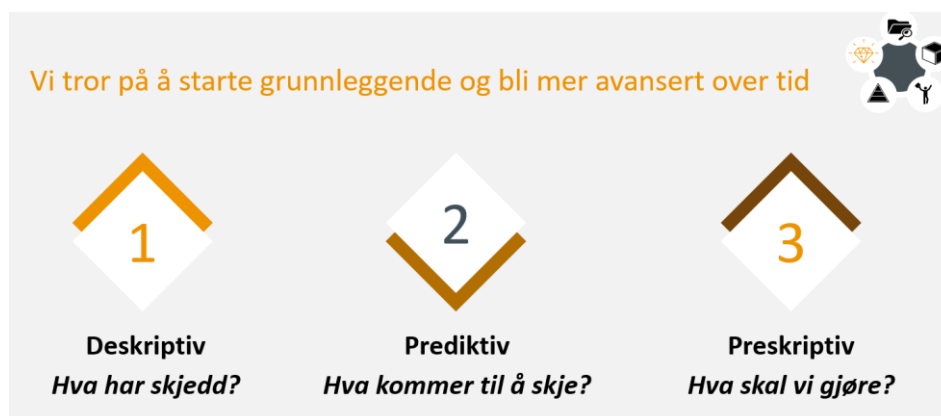 Vi tror på å starte grunnleggende og bli mer avansert over tid
1
2
3
Deskriptiv
Hva har skjedd?
Prediktiv
Hva kommer til å skje?
Preskriptiv
Hva skal vi gjøre?